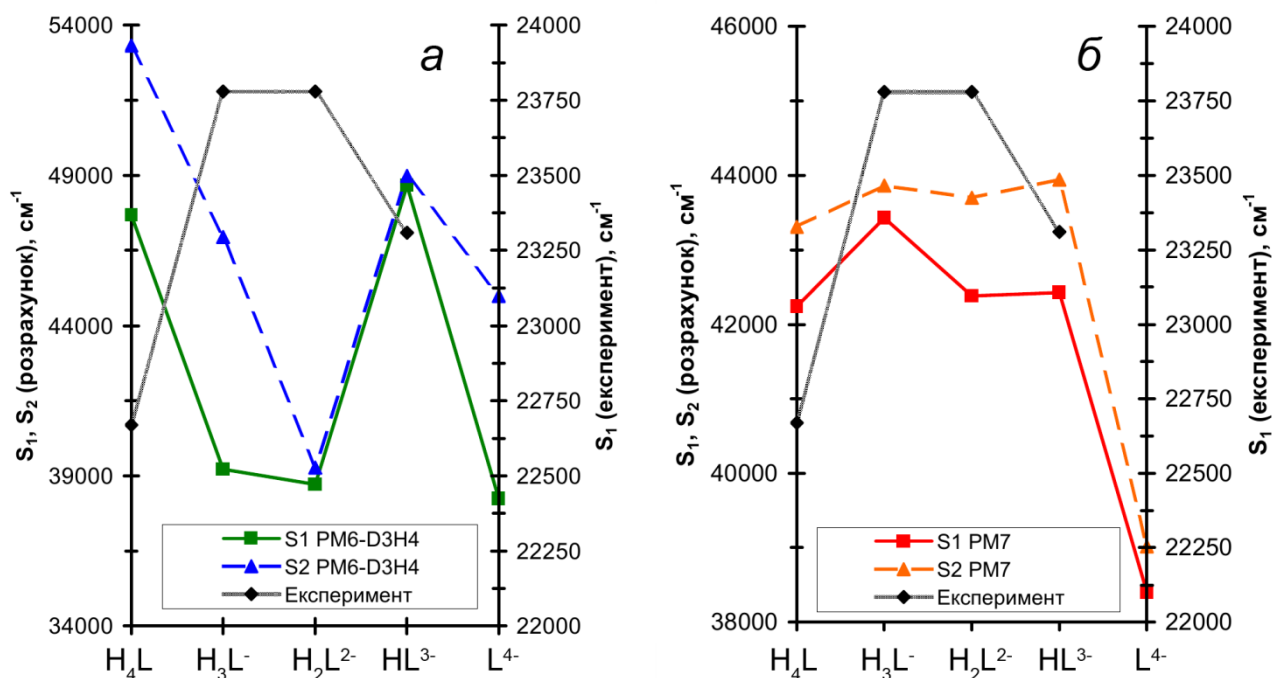 а
54000
49000
44000
39000
34000
S₁, S₂ (розрахунок), см⁻¹
24000
23750
23500
23250
23000
22750
22500
22250
22000
S₁ (експеримент), см⁻¹
S1 PM6-D3H4
S2 PM6-D3H4
Експеримент
H₄L H₃L⁻ H₂L²⁻ HL³⁻ L⁴⁻
б
46000
44000
42000
40000
38000
S₁, S₂ (розрахунок), см⁻¹
24000
23750
23500
23250
23000
22750
22500
22250
22000
S₁ (експеримент), см⁻¹
S1 PM7
S2 PM7
Експеримент
H₄L H₃L⁻ H₂L²⁻ HL³⁻ L⁴⁻